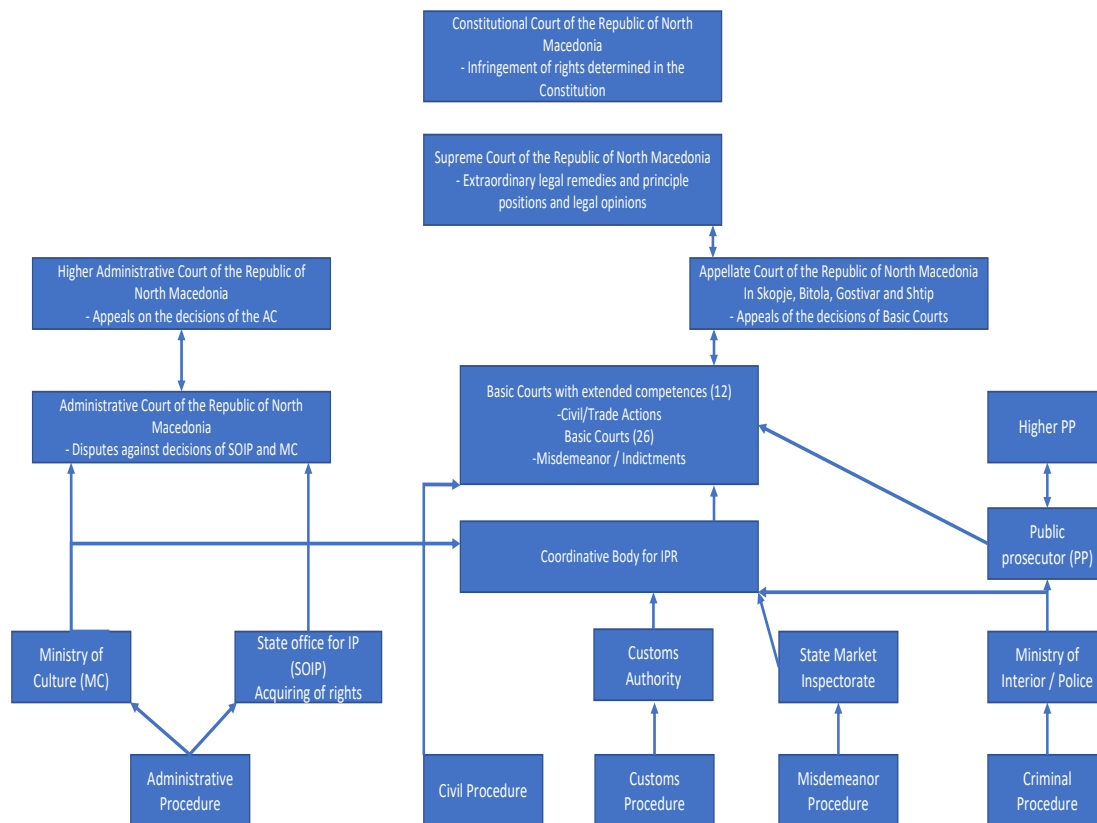 Constitutional Court of the Republic of North
Macedonia
- Infringement of rights determined in the
Constitution
Supreme Court of the Republic of North Macedonia
- Extraordinary legal remedies and principle
positions and legal opinions
Higher Administrative Court of the Republic of
North Macedonia
- Appeals on the decisions of the AC
Appellate Court of the Republic of North Macedonia
In Skopje, Bitola, Gostivar and Shtip
- Appeals of the decisions of Basic Courts
Administrative Court of the Republic of North
Macedonia
- Disputes against decisions of SOIP and MC
Basic Courts with extended competences (12)
-Civil/Trade Actions
Basic Courts (26)
-Misdemeanor / Indictments
Higher PP
Coordinative Body for IPR
Public
prosecutor (PP)
Ministry of
Culture (MC)
State office for IP
(SOIP)
Acquiring of rights
Customs
Authority
State Market
Inspectorate
Ministry of
Interior / Police
Administrative
Procedure
Civil Procedure
Customs
Procedure
Misdemeanor
Procedure
Criminal
Procedure